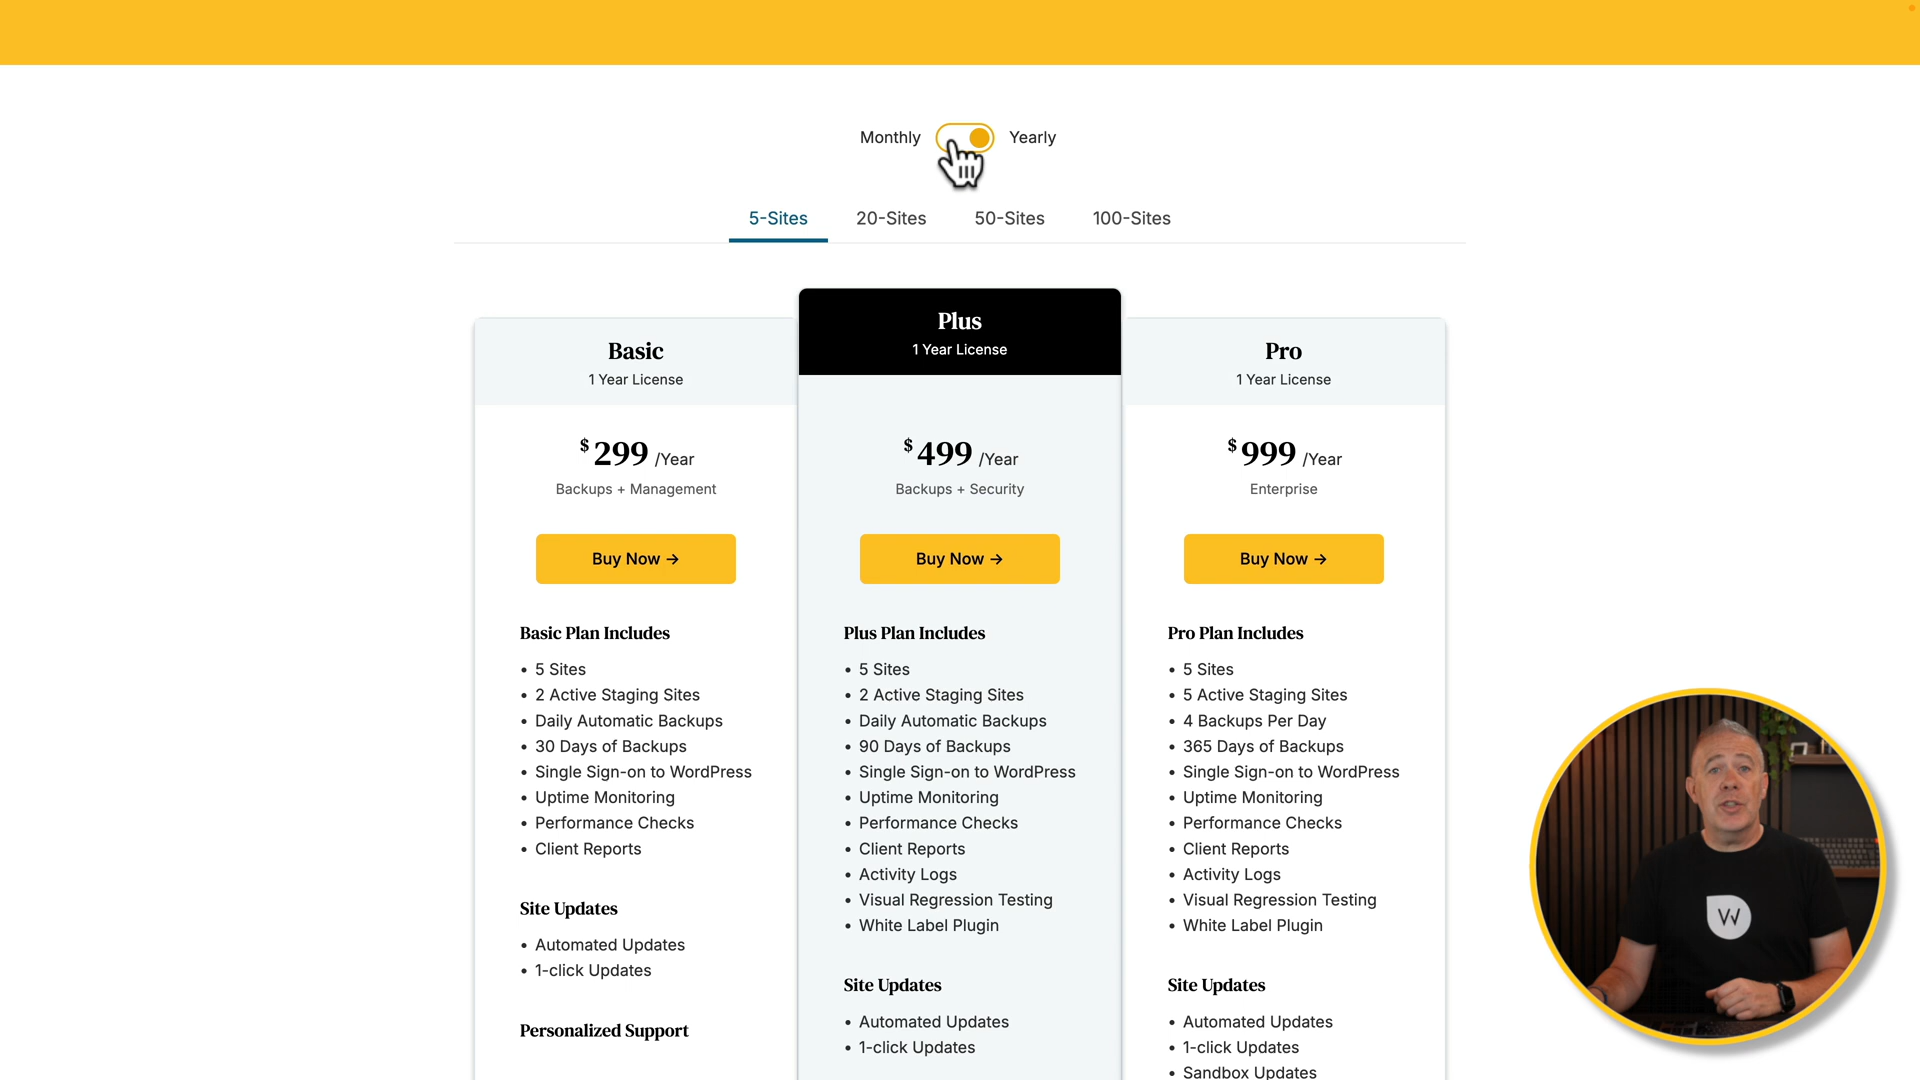 Monthly
Yearly
5-Sites
20-Sites
50-Sites
100-Sites
Basic
1 Year License
$299 /Year
Backups + Management
Buy Now →
Basic Plan Includes
• 5 Sites
• 2 Active Staging Sites
• Daily Automatic Backups
• 30 Days of Backups
• Single Sign-on to WordPress
• Uptime Monitoring
• Performance Checks
• Client Reports
Site Updates
• Automated Updates
• 1-click Updates
Personalized Support
Plus
1 Year License
$499 /Year
Backups + Security
Buy Now →
Plus Plan Includes
• 5 Sites
• 2 Active Staging Sites
• Daily Automatic Backups
• 90 Days of Backups
• Single Sign-on to WordPress
• Uptime Monitoring
• Performance Checks
• Client Reports
• Activity Logs
• Visual Regression Testing
• White Label Plugin
Site Updates
• Automated Updates
• 1-click Updates
Pro
1 Year License
$999 /Year
Enterprise
Buy Now →
Pro Plan Includes
• 5 Sites
• 5 Active Staging Sites
• 4 Backups Per Day
• 365 Days of Backups
• Single Sign-on to WordPress
• Uptime Monitoring
• Performance Checks
• Client Reports
• Activity Logs
• Visual Regression Testing
• White Label Plugin
Site Updates
• Automated Updates
• 1-click Updates
• Sandbox Updates
W